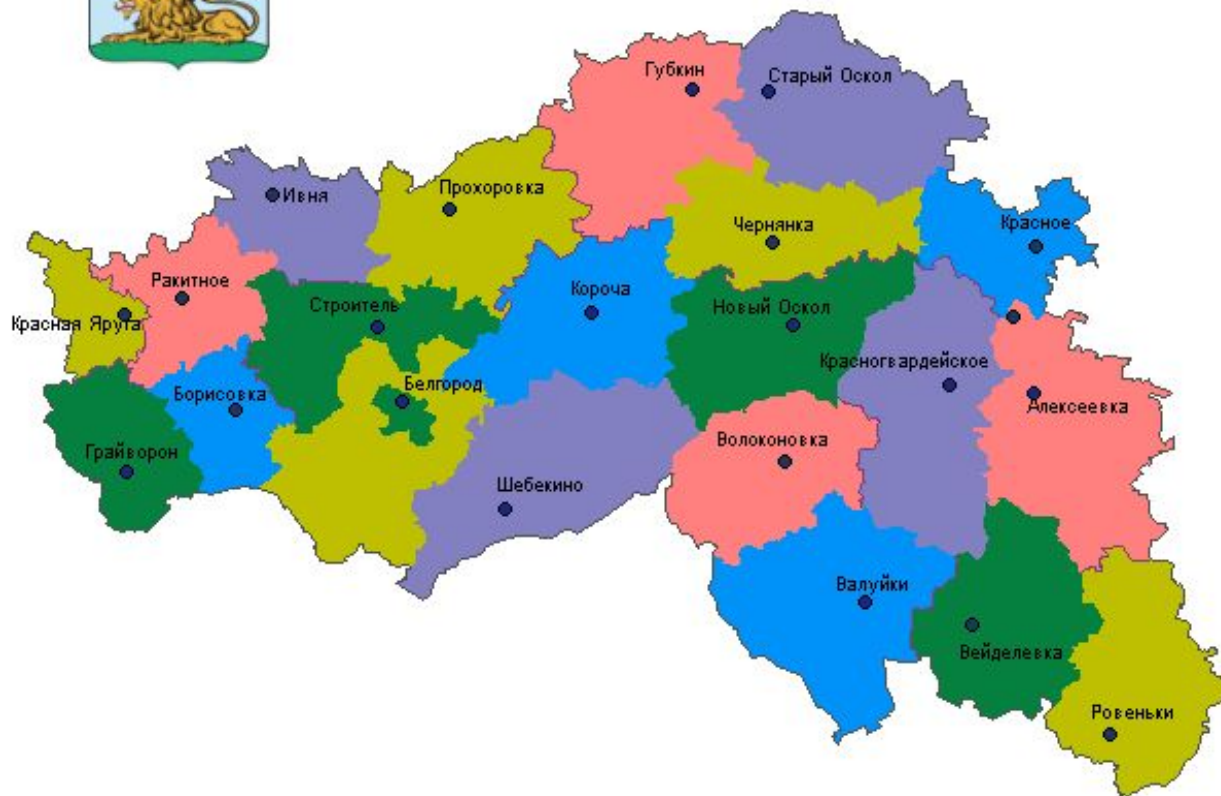 Губкин
Старый Оскол
Ивня
Прохоровка
Чернянка
Красное
Ракитное
Короча
Строитель
Новый Оскол
Красная Яруга
Красногвардейское
Борисовка
Белгород
Алексеевка
Грайворон
Волоконовка
Шебекино
Валуйки
Вейделевка
Ровеньки